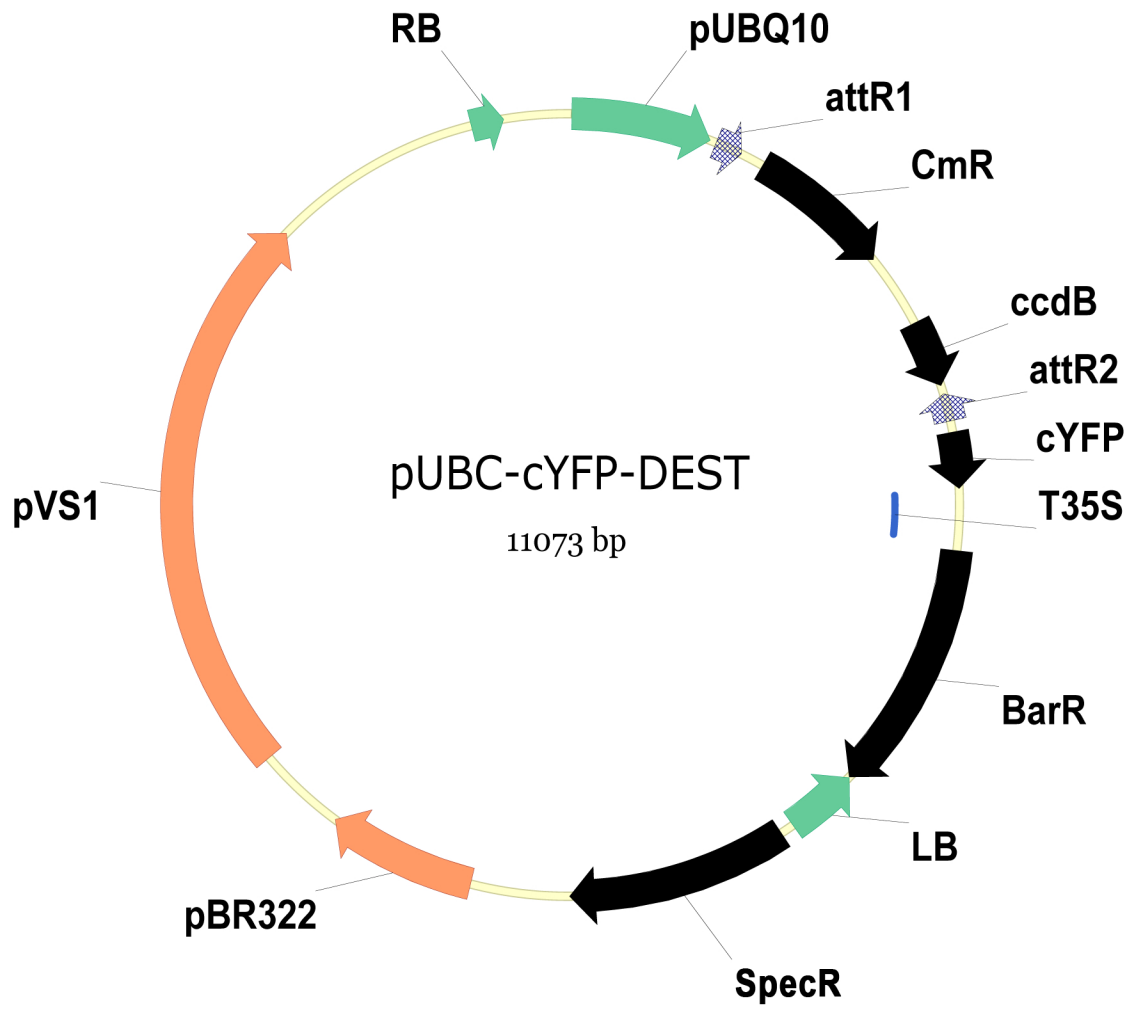 RB
pUBQ10
attR1
CmR
ccdB
attR2
cYFP
T35S
pUBC-cYFP-DEST
11073 bp
pVS1
BarR
LB
pBR322
SpecR